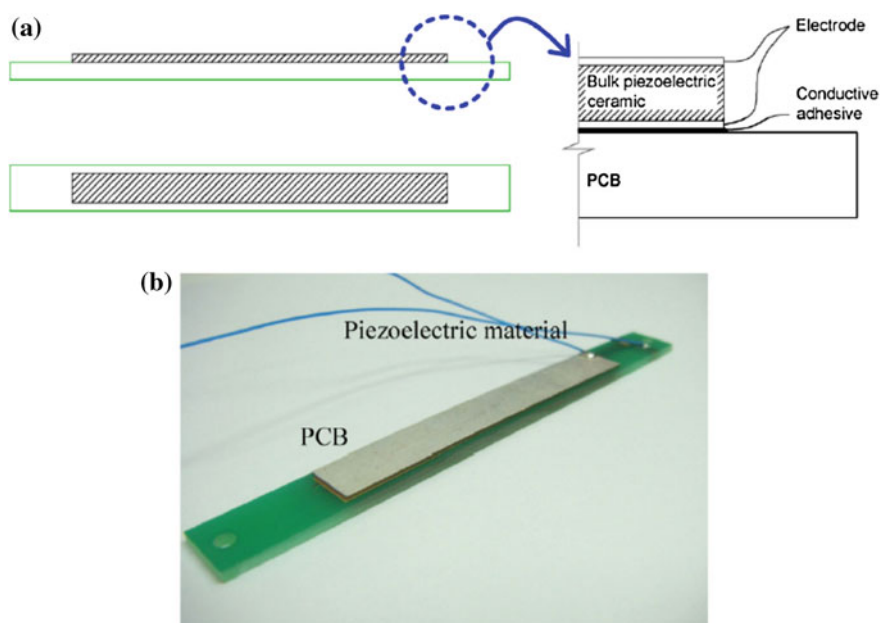 (a)
Electrode
Bulk piezoelectric
ceramic
Conductive
adhesive
PCB
(b)
Piezoelectric material
PCB